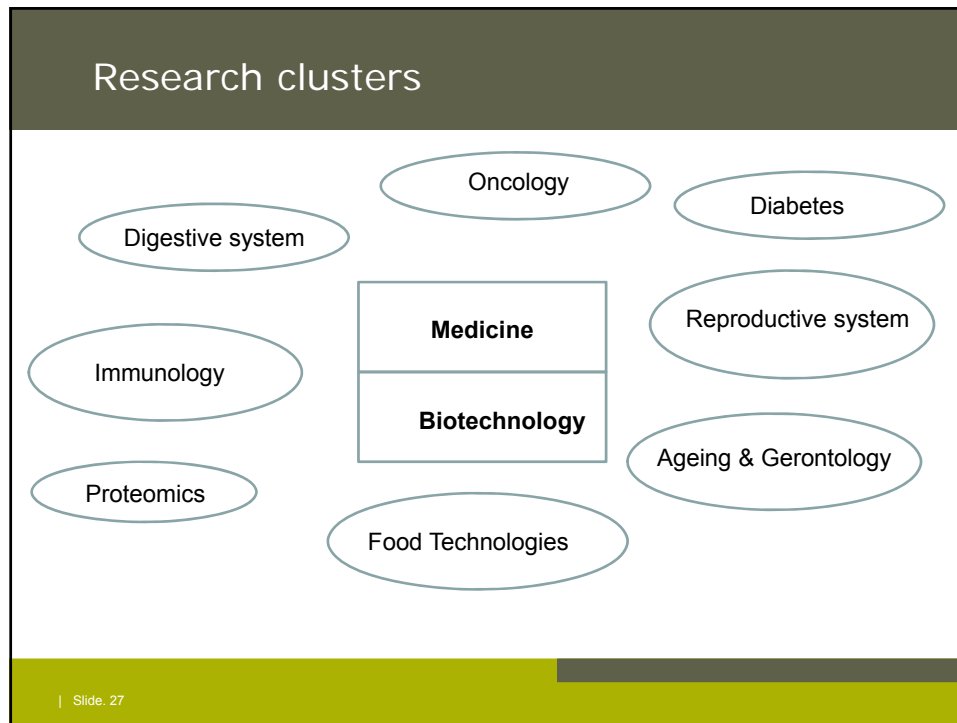 Research clusters
Oncology
Diabetes
Digestive system
Reproductive system
Medicine
Immunology
Biotechnology
Ageing & Gerontology
Proteomics
Food Technologies
| Slide. 27